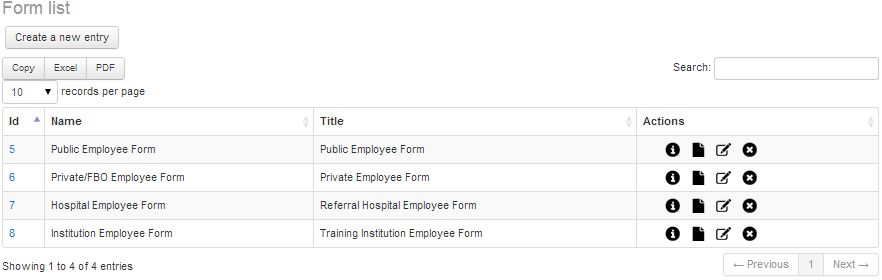 Form list
Create a new entry
Copy Excel PDF Search:
10 records per page
Id Name Title Actions
5 Public Employee Form Public Employee Form
6 Private/FBO Employee Form Private Employee Form
7 Hospital Employee Form Referral Hospital Employee Form
8 Institution Employee Form Training Institution Employee Form
Showing 1 to 4 of 4 entries ← Previous 1 Next →